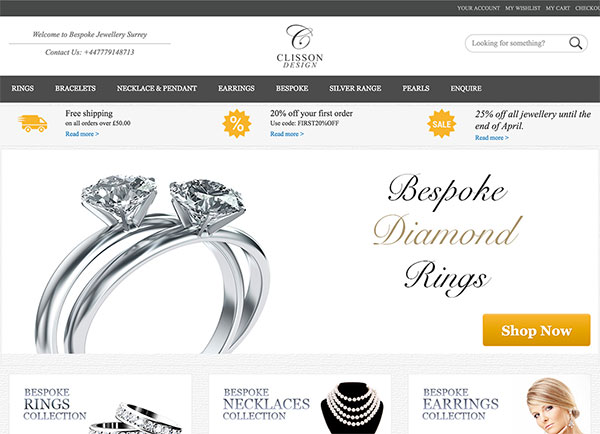 YOUR ACCOUNT MY WISHLIST MY CART CHECKOU
Welcome to Bespoke Jewellery Surrey
Contact Us: +447779148713
C
CLISSON
DESIGN
Looking for something?
RINGS BRACELETS NECKLACE & PENDANT EARRINGS BESPOKE SILVER RANGE PEARLS ENQUIRE
Free shipping
on all orders over £50.00
Read more >
%
20% off your first order
Use code: FIRST20%OFF
Read more >
SALE
25% off all jewellery until the
end of April.
Read more >
Bespoke
Diamond
Rings
Shop Now
BESPOKE
RINGS
COLLECTION
BESPOKE
NECKLACES
COLLECTION
BESPOKE
EARRINGS
COLLECTION